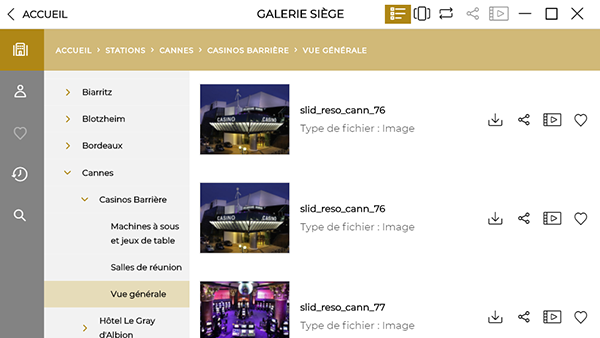 ACCUEIL
GALERIE SIÈGE
ACCUEIL > STATIONS > CANNES > CASINOS BARRIÈRE > VUE GÉNÉRALE
Biarritz
Blotzheim
Bordeaux
Cannes
Casinos Barrière
Machines à sous
et jeux de table
Salles de réunion
Vue générale
Hôtel Le Gray
d'Albion
CASINO
slid_reso_cann_76
Type de fichier : Image
CASINO
slid_reso_cann_76
Type de fichier : Image
slid_reso_cann_77
Type de fichier : Image